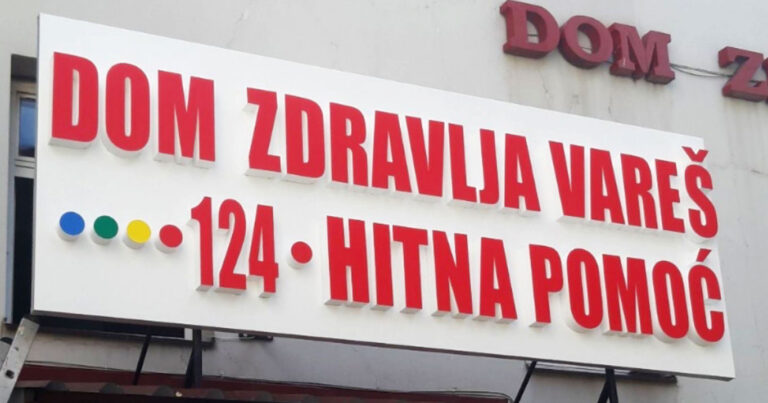 DOM Z
DOM ZDRAVLJA VAREŠ
124 • HITNA POMOĆ